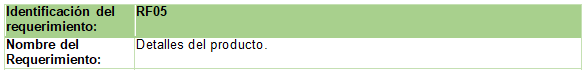 Identificación del RF05
requerimiento:
Nombre del Detalles del producto.
Requerimiento: